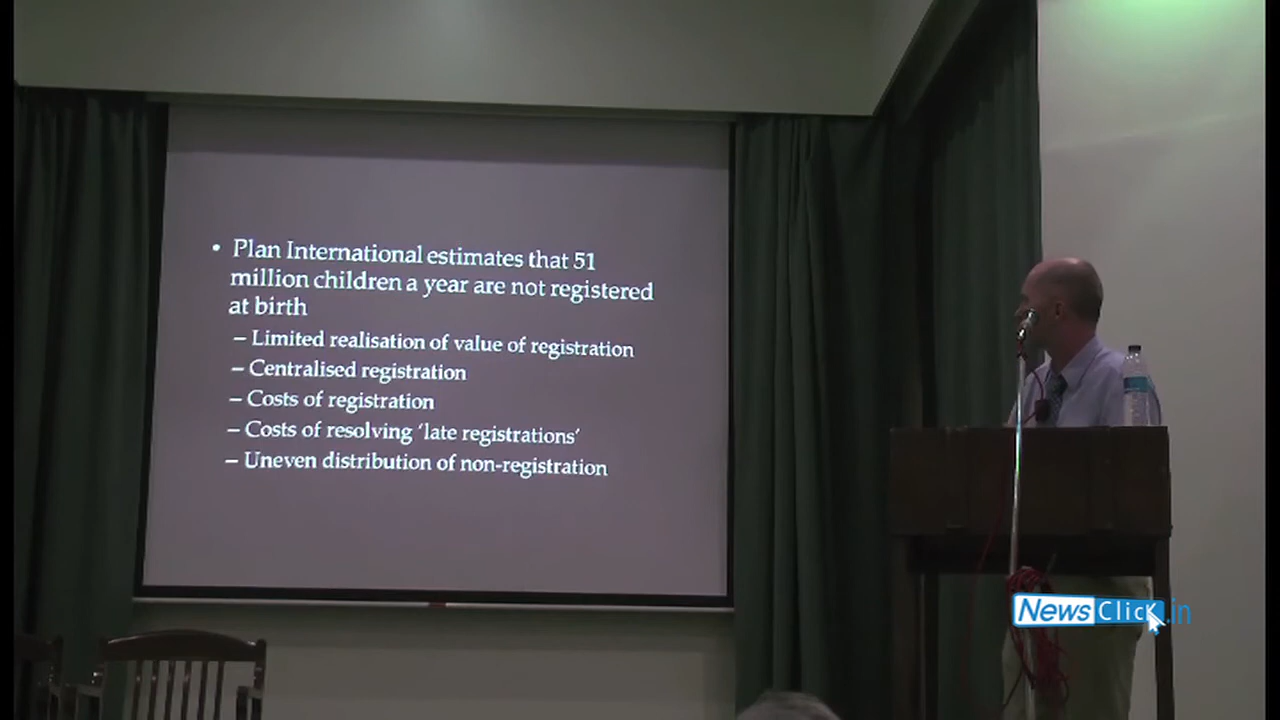 • Plan International estimates that 51
million children a year are not registered
at birth
– Limited realisation of value of registration
– Centralised registration
– Costs of registration
– Costs of resolving ‘late registrations’
– Uneven distribution of non-registration
NewsClick.in